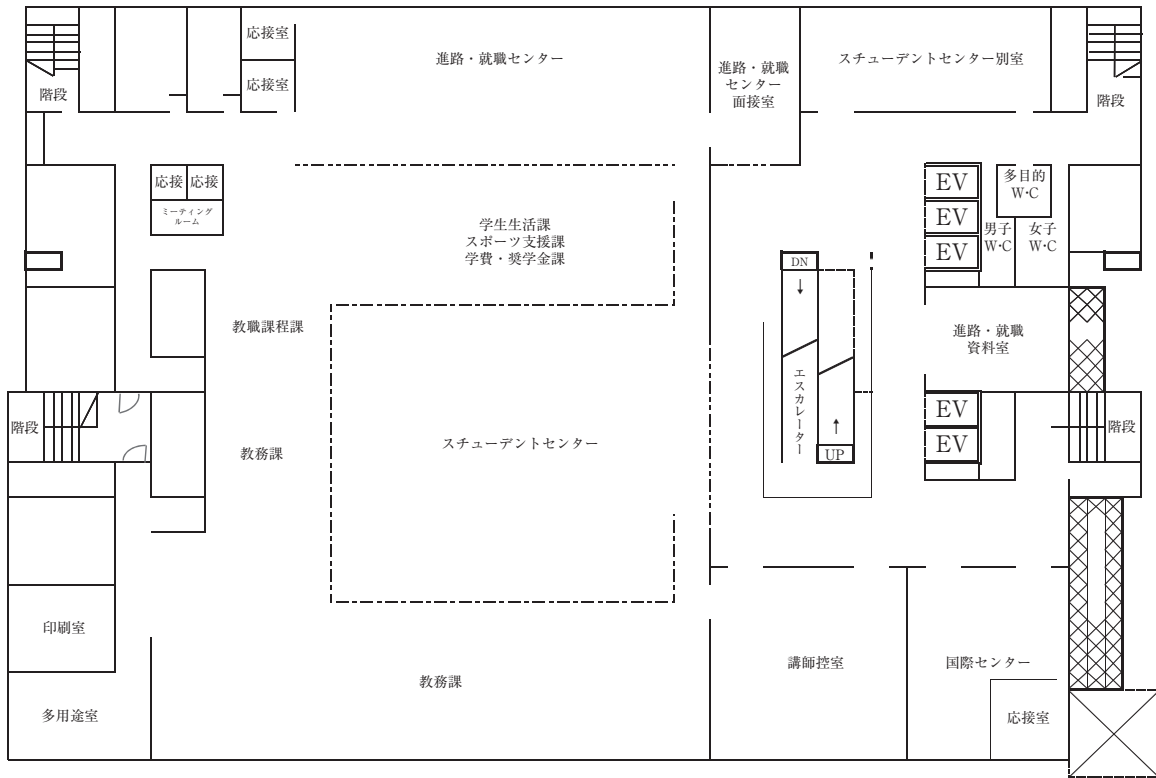 応接室
進路・就職センター
スチューデントセンター別室
進路・就職
センター
面接室
応接室
階段
階段
応接
応接
ミーティング
ルーム
EV
多目的
W・C
EV
男子
W・C
女子
W・C
EV
学生生活課
スポーツ支援課
学費・奨学金課
DN
↓
教職課程課
進路・就職
資料室
エスカレーター
EV
階段
教務課
スチューデントセンター
↑
UP
EV
階段
印刷室
講師控室
国際センター
教務課
多用途室
応接室